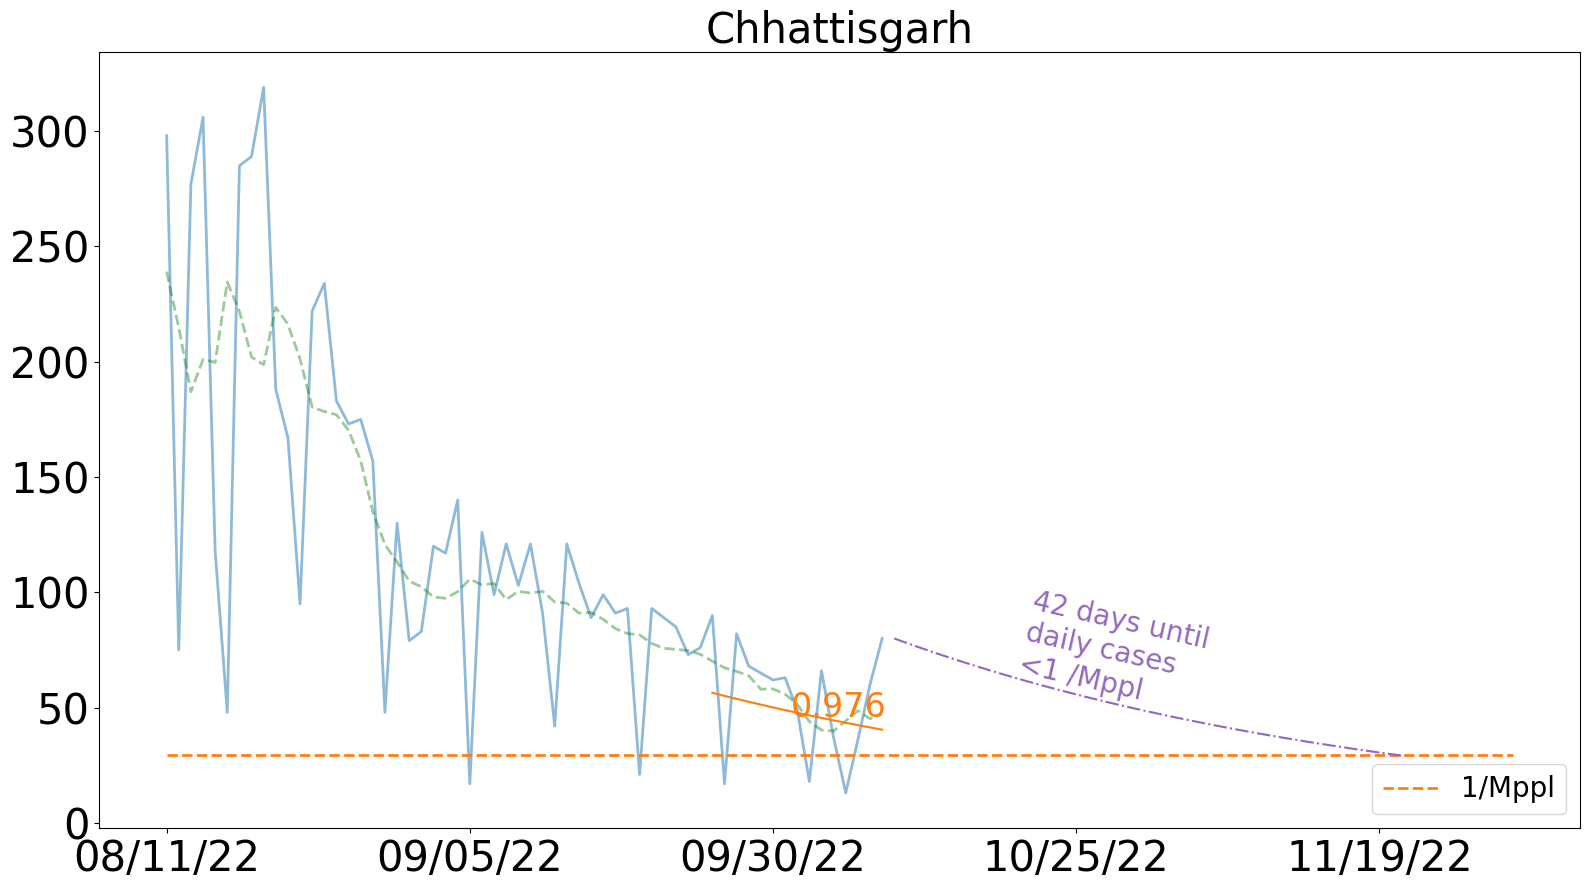 Chhattisgarh
300
250
200
150
100
50
0
0.976
42 days until
daily cases
<1 /Mppl
1/Mppl
08/11/22
09/05/22
09/30/22
10/25/22
11/19/22